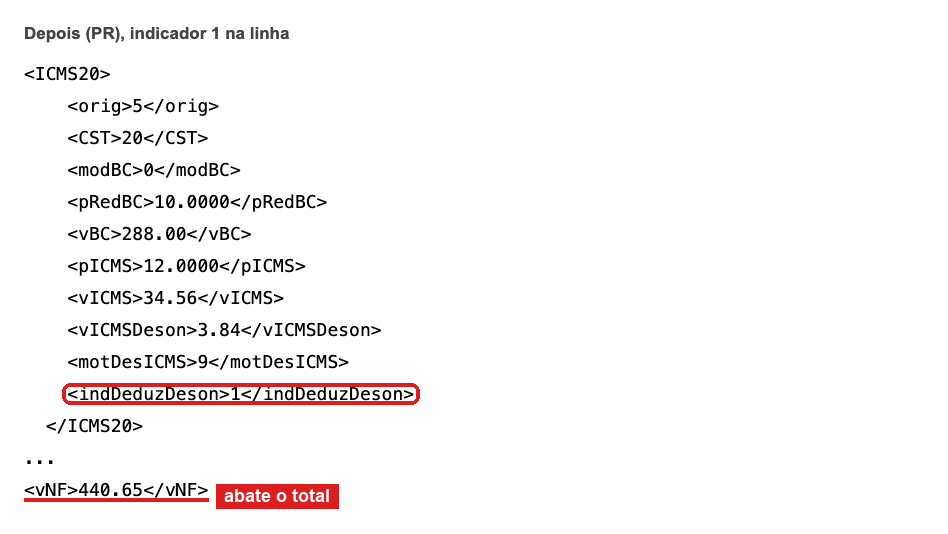 Depois (PR), indicador 1 na linha
<ICMS20>
<orig>5</orig>
<CST>20</CST>
<modBC>0</modBC>
<pRedBC>10.0000</pRedBC>
<vBC>288.00</vBC>
<pICMS>12.0000</pICMS>
<vICMS>34.56</vICMS>
<vICMSDeson>3.84</vICMSDeson>
<motDesICMS>9</motDesICMS>
<indDeduzDeson>1</indDeduzDeson>
</ICMS20>
...
<vNF>440.65</vNF> abate o total